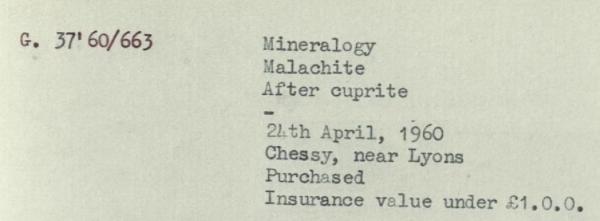 G. 37'60/663
Mineralogy
Malachite
After cuprite
-
24th April, 1960
Chessy, near Lyons
Purchased
Insurance value under £1.0.0.